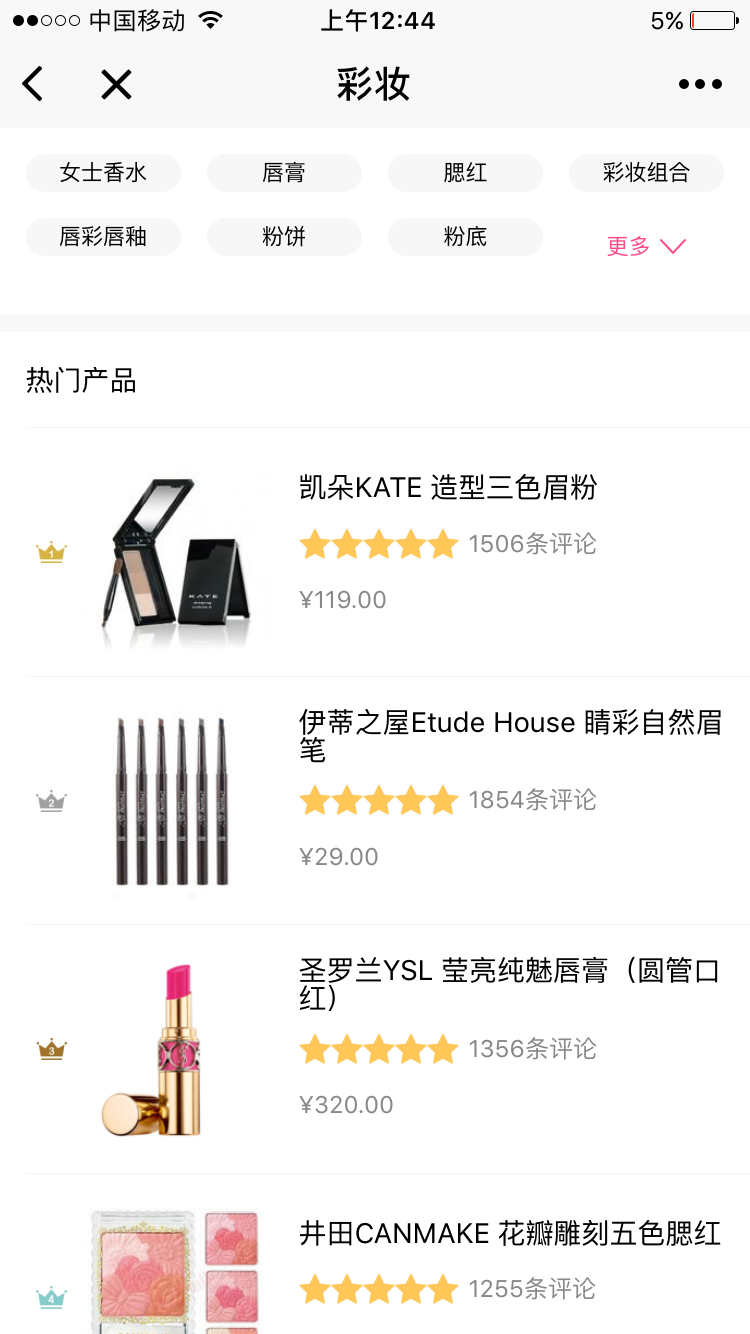 中国移动 上午12:44 5%
彩妆
女士香水 唇膏 腮红 彩妆组合
唇彩唇釉 粉饼 粉底 更多
热门产品
凯朵KATE 造型三色眉粉
1
1506条评论
KATE
¥119.00
伊蒂之屋Etude House 睛彩自然眉
笔
2
1854条评论
¥29.00
圣罗兰YSL 莹亮纯魅唇膏（圆管口
红）
3
1356条评论
¥320.00
井田CANMAKE 花瓣雕刻五色腮红
4
1255条评论